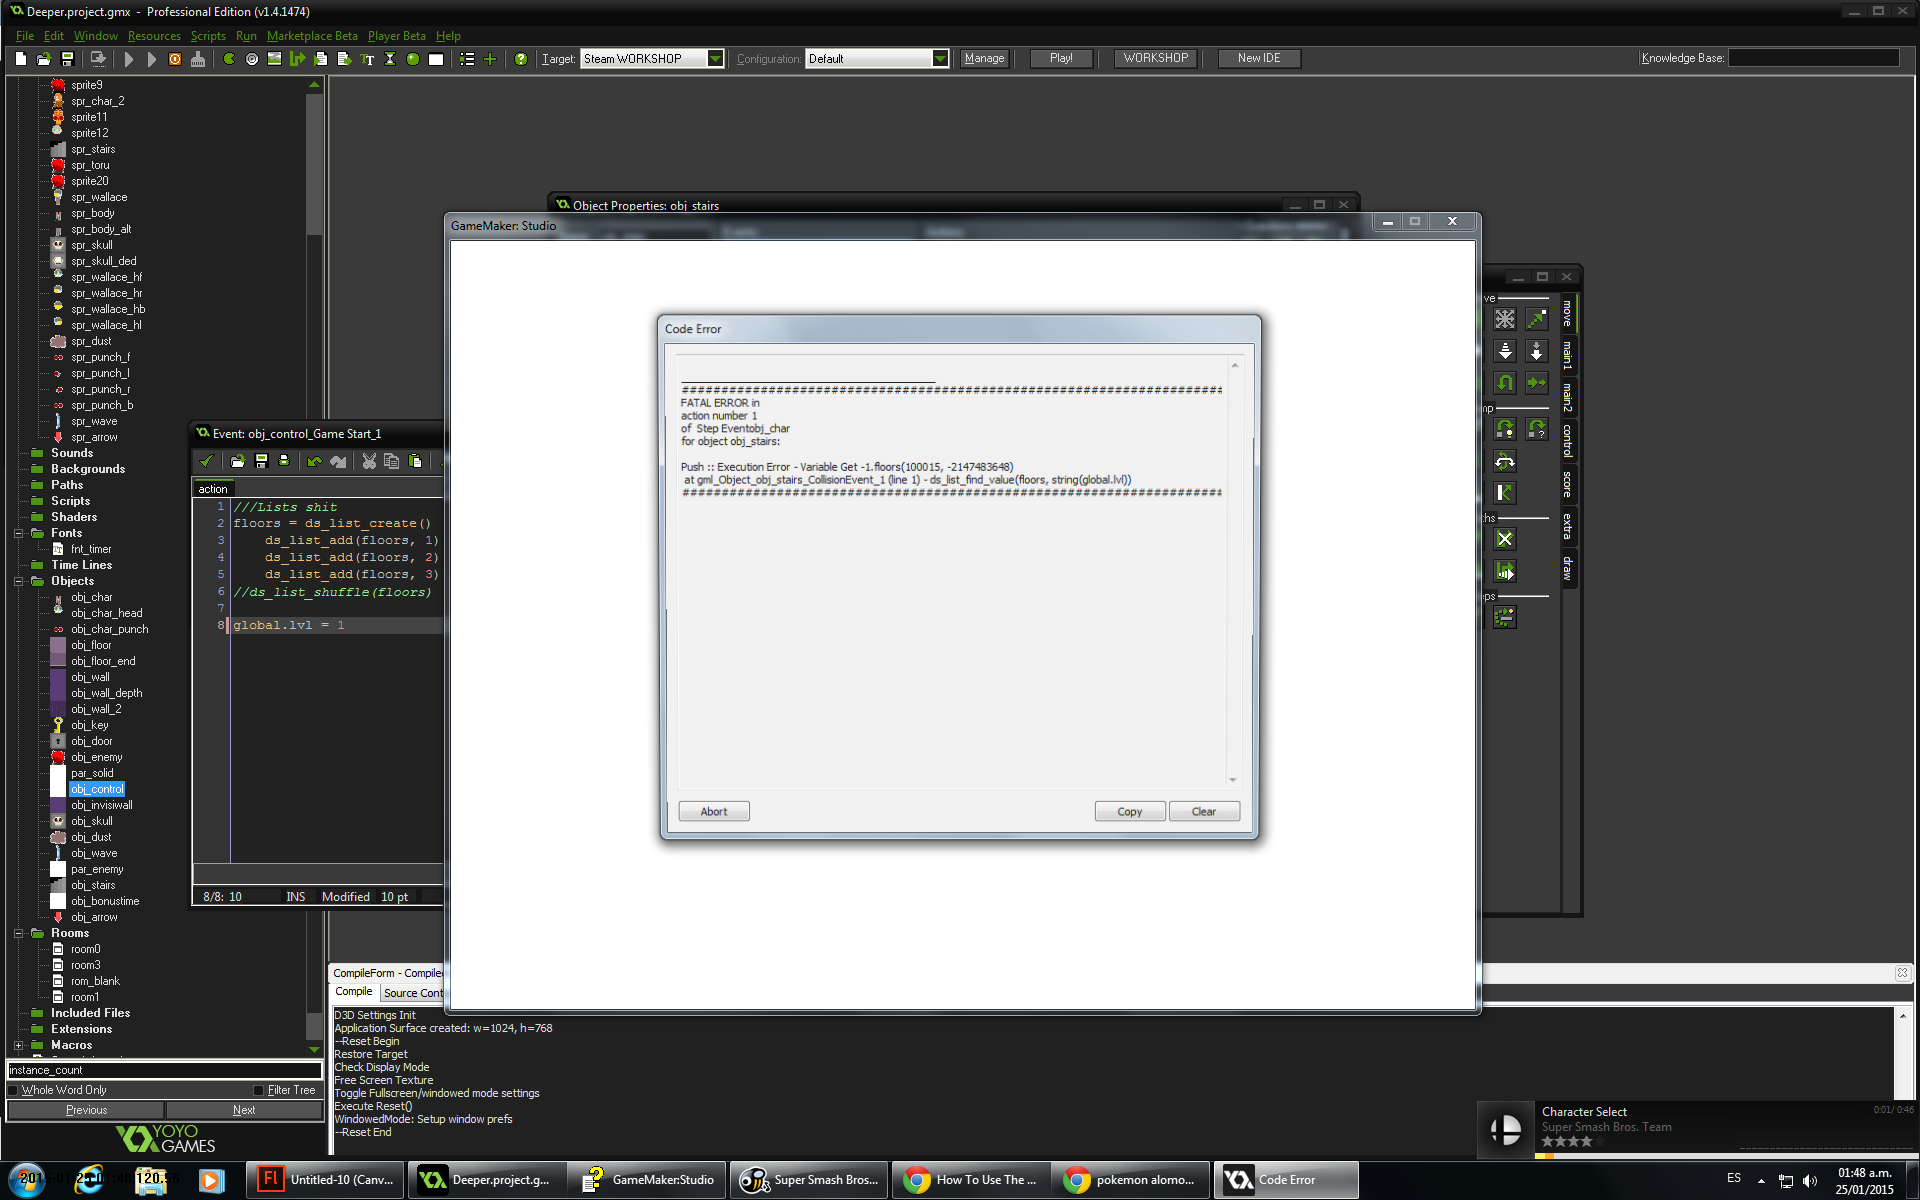 Deeper.project.gmx - Professional Edition (v1.4.1474)
File Edit Window Resources Scripts Run Marketplace Beta Player Beta Help
Target: Steam WORKSHOP Configuration: Default Manage Play! WORKSHOP New IDE Knowledge Base:
sprite9
spr_char_2
sprite11
sprite12
spr_stairs
spr_toru
sprite20
spr_wallace
spr_body
spr_body_alt
spr_skull
spr_skull_ded
spr_wallace_hf
spr_wallace_hr
spr_wallace_hb
spr_wallace_hl
spr_dust
spr_punch_f
spr_punch_l
spr_punch_r
spr_punch_b
spr_wave
spr_arrow
Sounds
Backgrounds
Paths
Scripts
Shaders
Fonts
fnt_timer
Time Lines
Objects
obj_char
obj_char_head
obj_char_punch
obj_floor
obj_floor_end
obj_wall
obj_wall_depth
obj_wall_2
obj_key
obj_door
obj_enemy
par_solid
obj_control
obj_invisiwall
obj_skull
obj_dust
obj_wave
par_enemy
obj_stairs
obj_bonustime
obj_arrow
Rooms
room0
room3
rom_blank
room1
Included Files
Extensions
Macros
instance_count
Whole Word Only Filter Tree
Previous Next
YOYO
GAMES
Event: obj_control_Game Start_1
action
1 ///Lists shit
2 floors = ds_list_create()
3 ds_list_add(floors, 1)
4 ds_list_add(floors, 2)
5 ds_list_add(floors, 3)
6 //ds_list_shuffle(floors)
7
8 global.lvl = 1
8/8: 10 INS Modified 10 pt
Object Properties: obj_stairs
GameMaker: Studio
Code Error
FATAL ERROR in
action number 1
of Step Eventobj_char
for object obj_stairs:
Push :: Execution Error - Variable Get -1.floors(100015, -2147483648)
at gml_Object_obj_stairs_CollisionEvent_1 (line 1) - ds_list_find_value(floors, string(global.lvl))
Abort Copy Clear
move
main1
main2
control
score
extra
draw
CompileForm - Compile
Compile Source Cont
D3D Settings Init
Application Surface created: w=1024, h=768
--Reset Begin
Restore Target
Check Display Mode
Free Screen Texture
Toggle Fullscreen/windowed mode settings
Execute Reset()
WindowedMode: Setup window prefs
--Reset End
Character Select
Super Smash Bros. Team
0:01/ 0:46
Untitled-10 (Canv...
Deeper.project.g...
GameMaker:Studio
Super Smash Bros...
How To Use The ...
pokemon alomo...
Code Error
ES
01:48 a.m.
25/01/2015